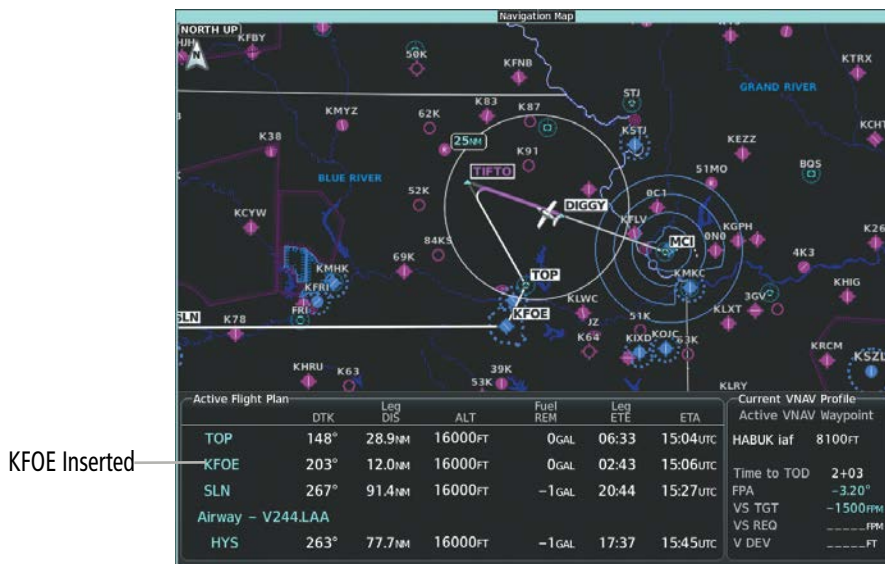 Navigation Map
NORTH UP
N
HJH
KFBY
50K
KFNB
KTRX
STJ
GRAND RIVER
KMYZ
K83
K87
62K
KSTJ
KCHT
K38
25NM
K91
KEZZ
BQS
51MO
TIFTO
BLUE RIVER
52K
DIGGY
0C1
KCYW
KFLV
0N0
KGPH
K26
MCI
84KS
4K3
69K
TOP
KMHK
KMKC
KFRI
3GV
KHIG
FRI
KLWC
KLXT
SLN
K78
KFOE
JZ
51K
K64
KIXD
KOJC
63K
KRCM
KSZL
KHRU
K63
39K
53K
KLRY
KFOE Inserted
Active Flight Plan
DTK Leg DIS ALT Fuel REM Leg ETE ETA
TOP 148° 28.9NM 16000FT 0GAL 06:33 15:04UTC
KFOE 203° 12.0NM 16000FT 0GAL 02:43 15:06UTC
SLN 267° 91.4NM 16000FT -1GAL 20:44 15:27UTC
Airway – V244.LAA
HYS 263° 77.7NM 16000FT -1GAL 17:37 15:45UTC
Current VNAV Profile
Active VNAV Waypoint
HABUK iaf 8100FT
Time to TOD 2+03
FPA -3.20°
VS TGT -1500FPM
VS REQ _____FPM
V DEV _____FT